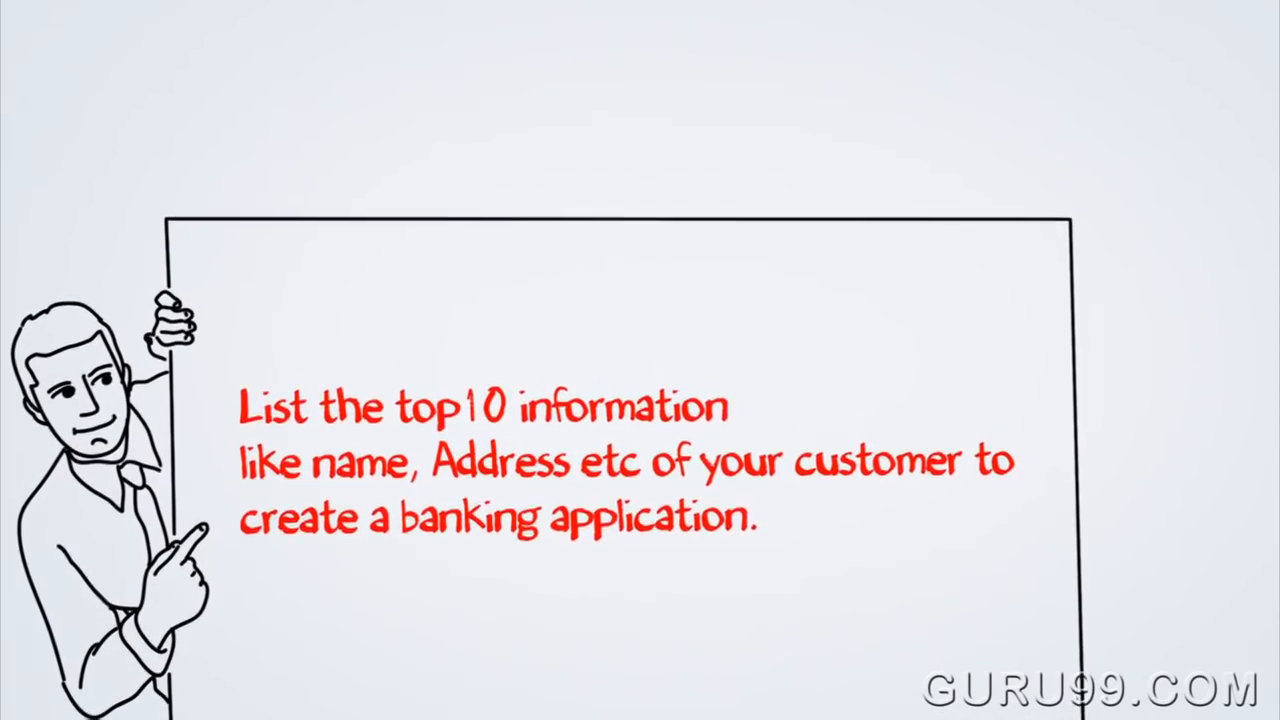 List the top10 information
like name, Address etc of your customer to
create a banking application.
GURU99.COM